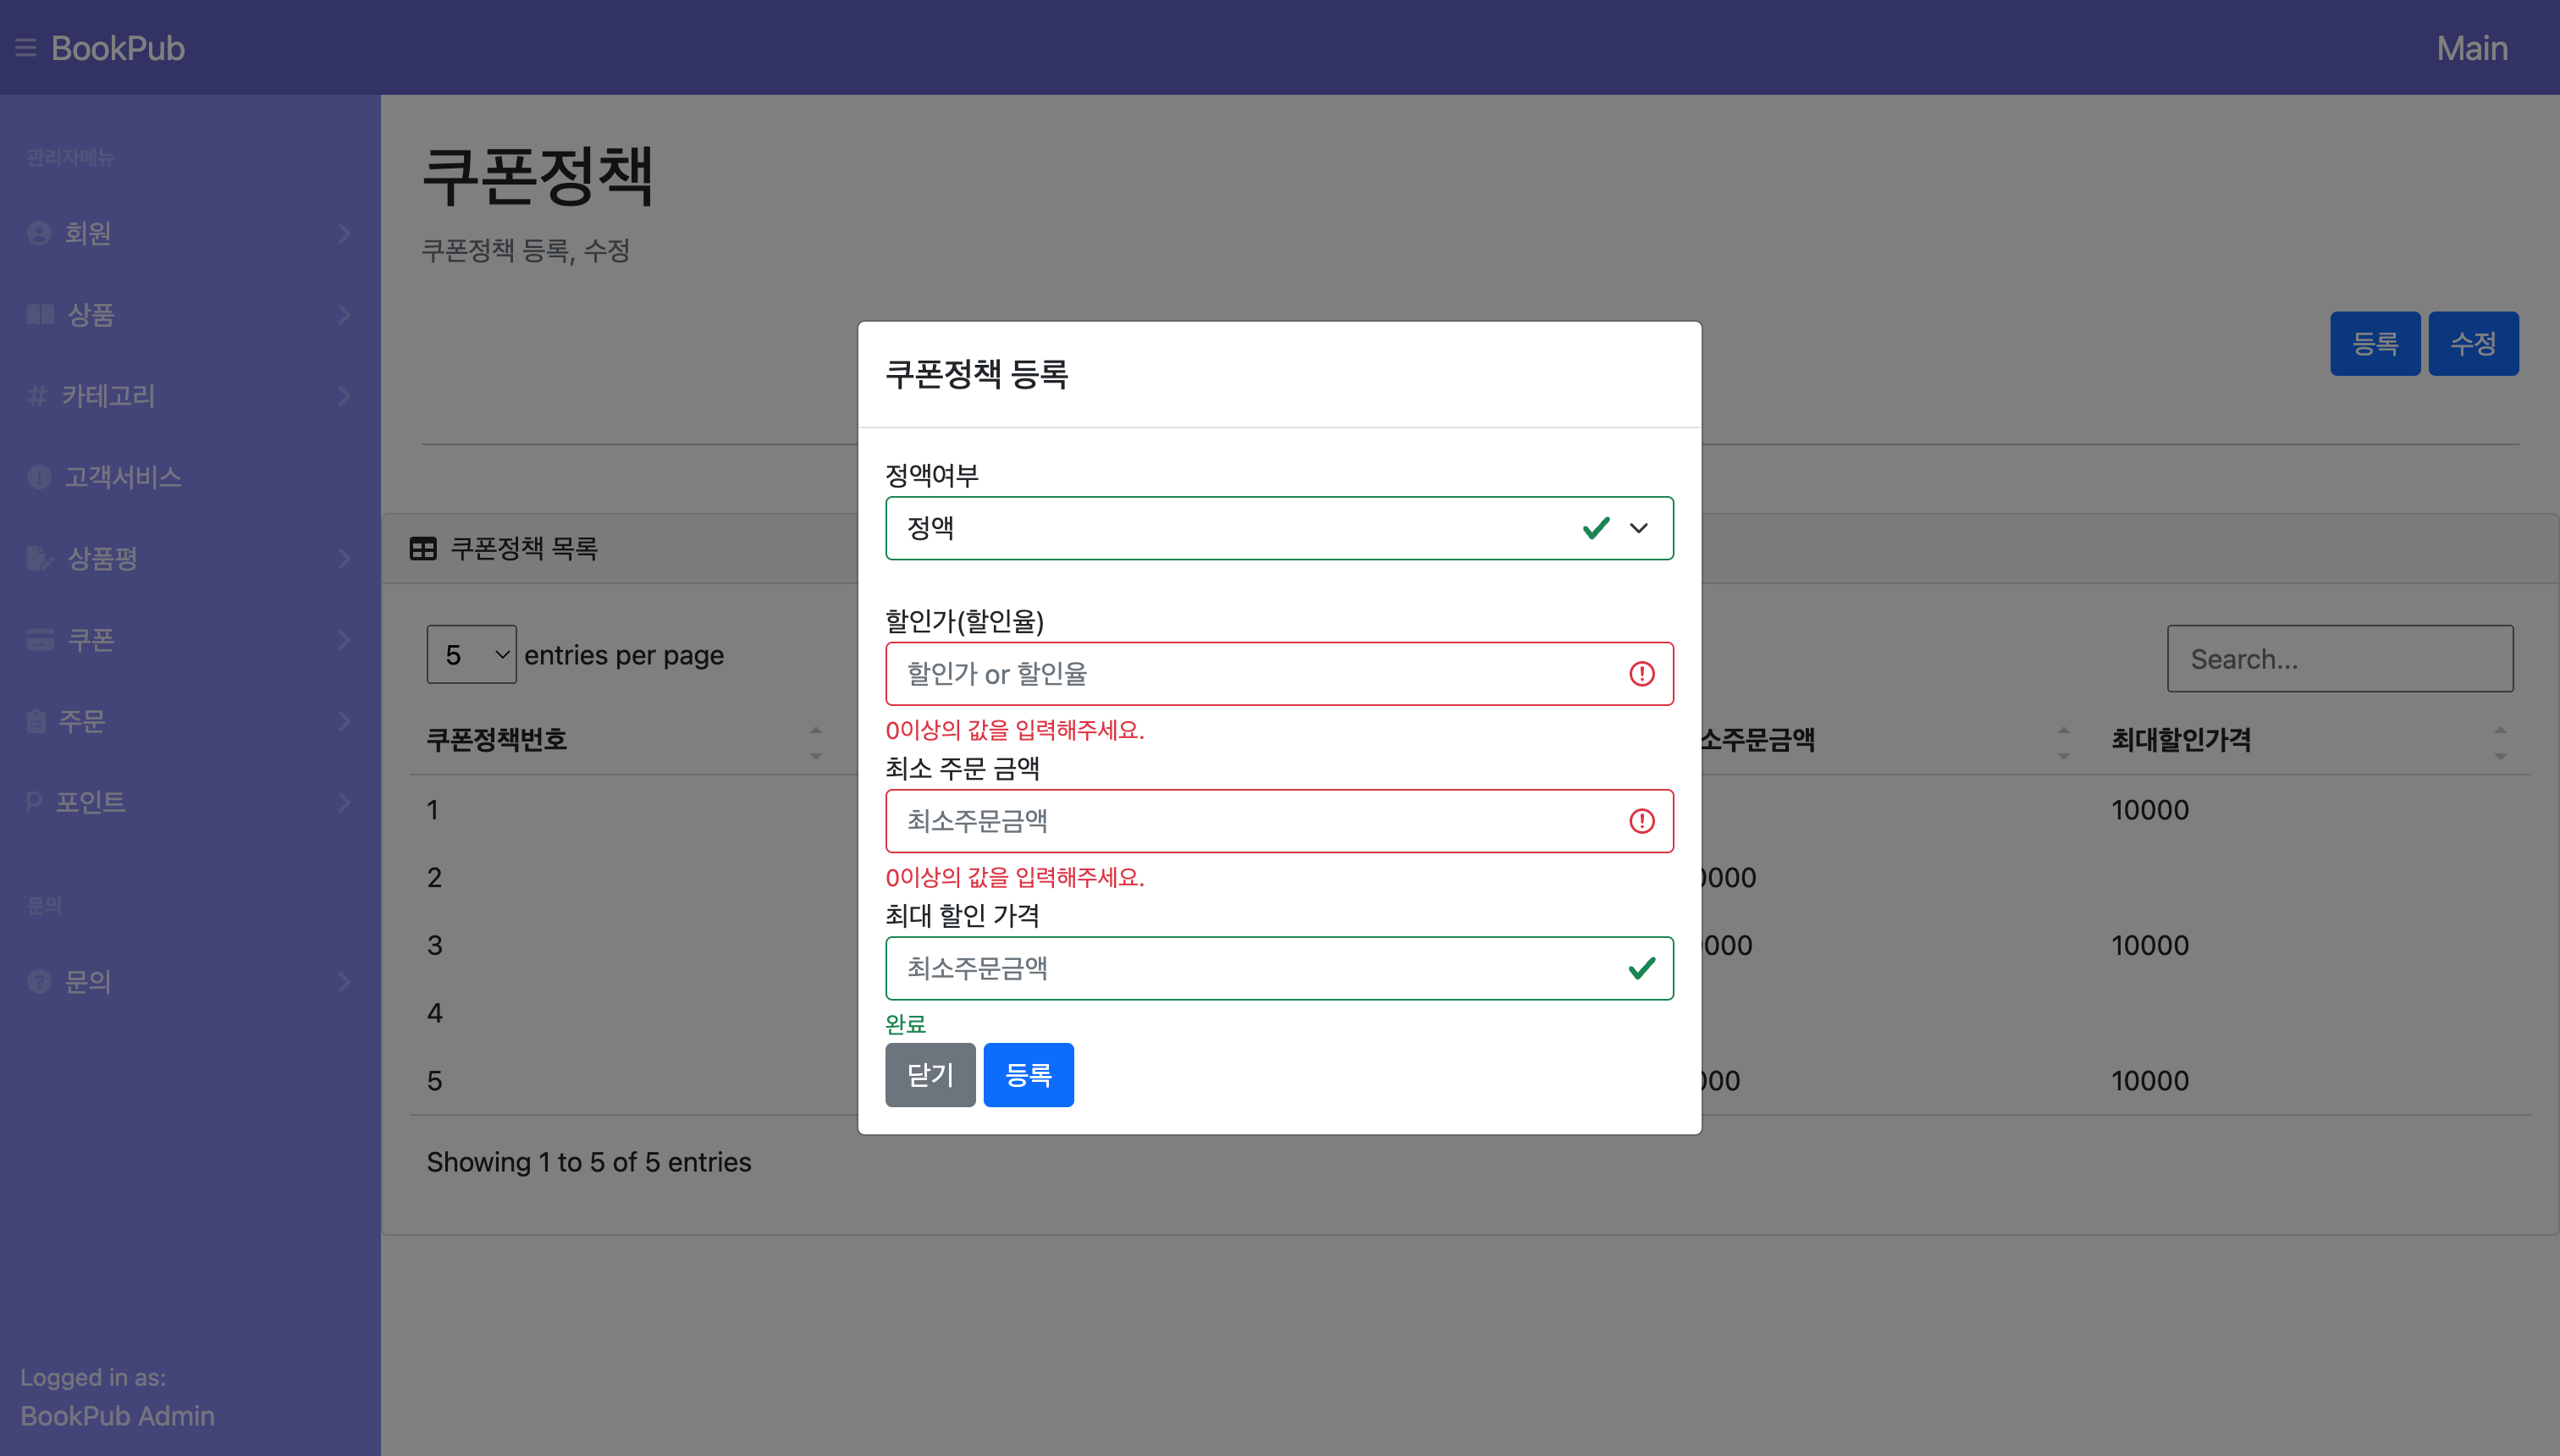 BookPub
Main
관리자메뉴
회원
상품
# 카테고리
고객서비스
상품평
쿠폰
주문
P 포인트
문의
문의
Logged in as:
BookPub Admin
쿠폰정책
쿠폰정책 등록, 수정
등록 수정
쿠폰정책 목록
5 entries per page
Search...
쿠폰정책번호
소주문금액
최대할인가격
1 10000
2 0000
3 0000 10000
4
5 000 10000
Showing 1 to 5 of 5 entries
쿠폰정책 등록
정액여부
정액
할인가(할인율)
할인가 or 할인율
0이상의 값을 입력해주세요.
최소 주문 금액
최소주문금액
0이상의 값을 입력해주세요.
최대 할인 가격
최소주문금액
완료
닫기 등록